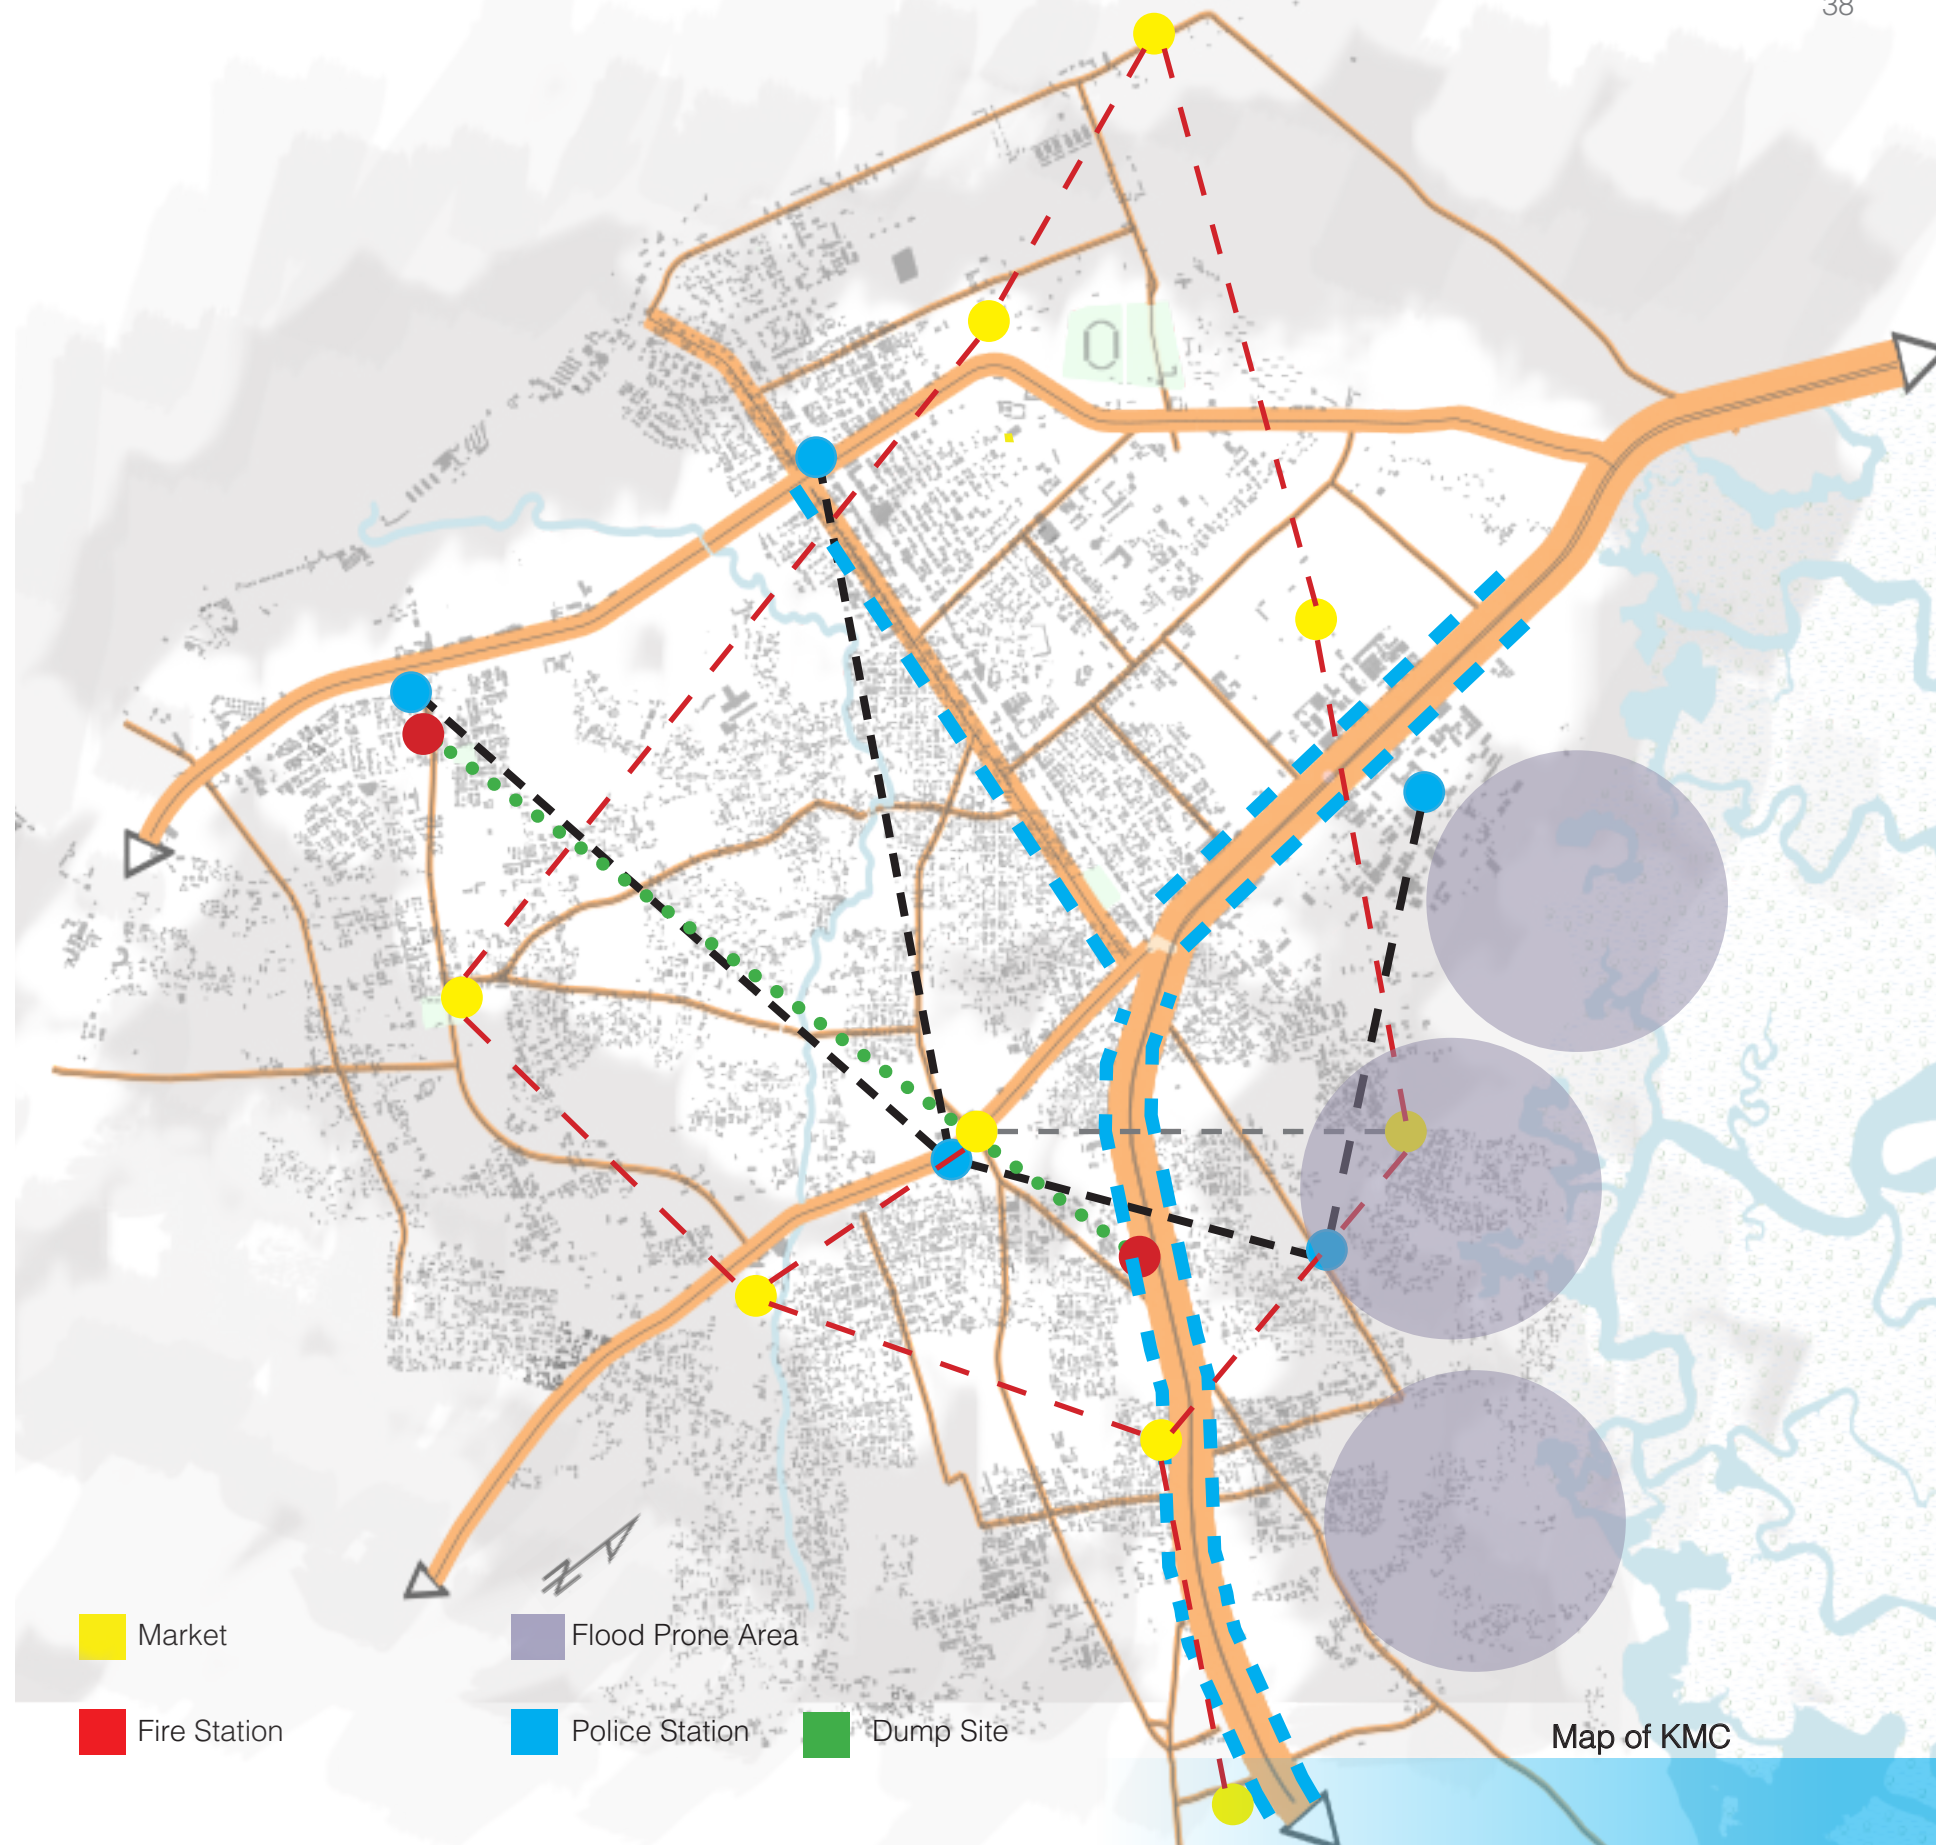 38
Market
Flood Prone Area
Fire Station
Police Station
Dump Site
Map of KMC